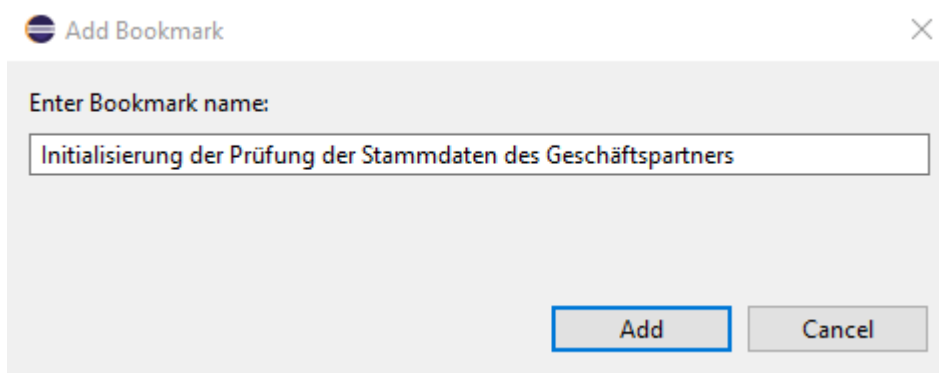 Add Bookmark
Enter Bookmark name:
Initialisierung der Prüfung der Stammdaten des Geschäftspartners
Add Cancel